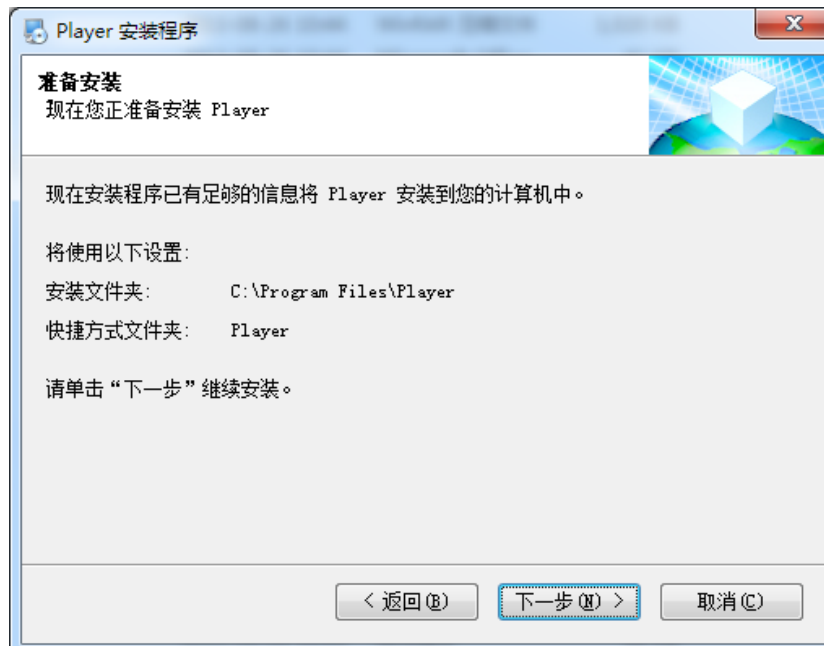 Player 安装程序
准备安装
现在您正准备安装 Player
现在安装程序已有足够的信息将 Player 安装到您的计算机中。
将使用以下设置:
安装文件夹: C:\Program Files\Player
快捷方式文件夹: Player
请单击“下一步”继续安装。
< 返回(B) 下一步(N) > 取消(C)